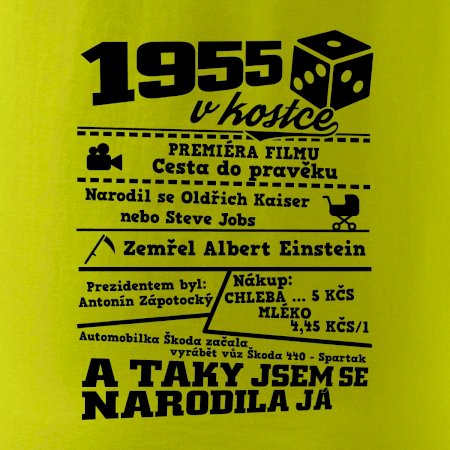 1955
v kostce
PREMIÉRA FILMU
Cesta do pravěku
Narodil se Oldřich Kaiser
nebo Steve Jobs
Zemřel Albert Einstein
Prezidentem byl:
Antonín Zápotocký
Nákup:
CHLEBA ... 5 KČS
MLÉKO
4,45 KČS/l
Automobilka Škoda začala
vyrábět vůz Škoda 440 - Spartak
A TAKY JSEM SE
NARODILA JÁ